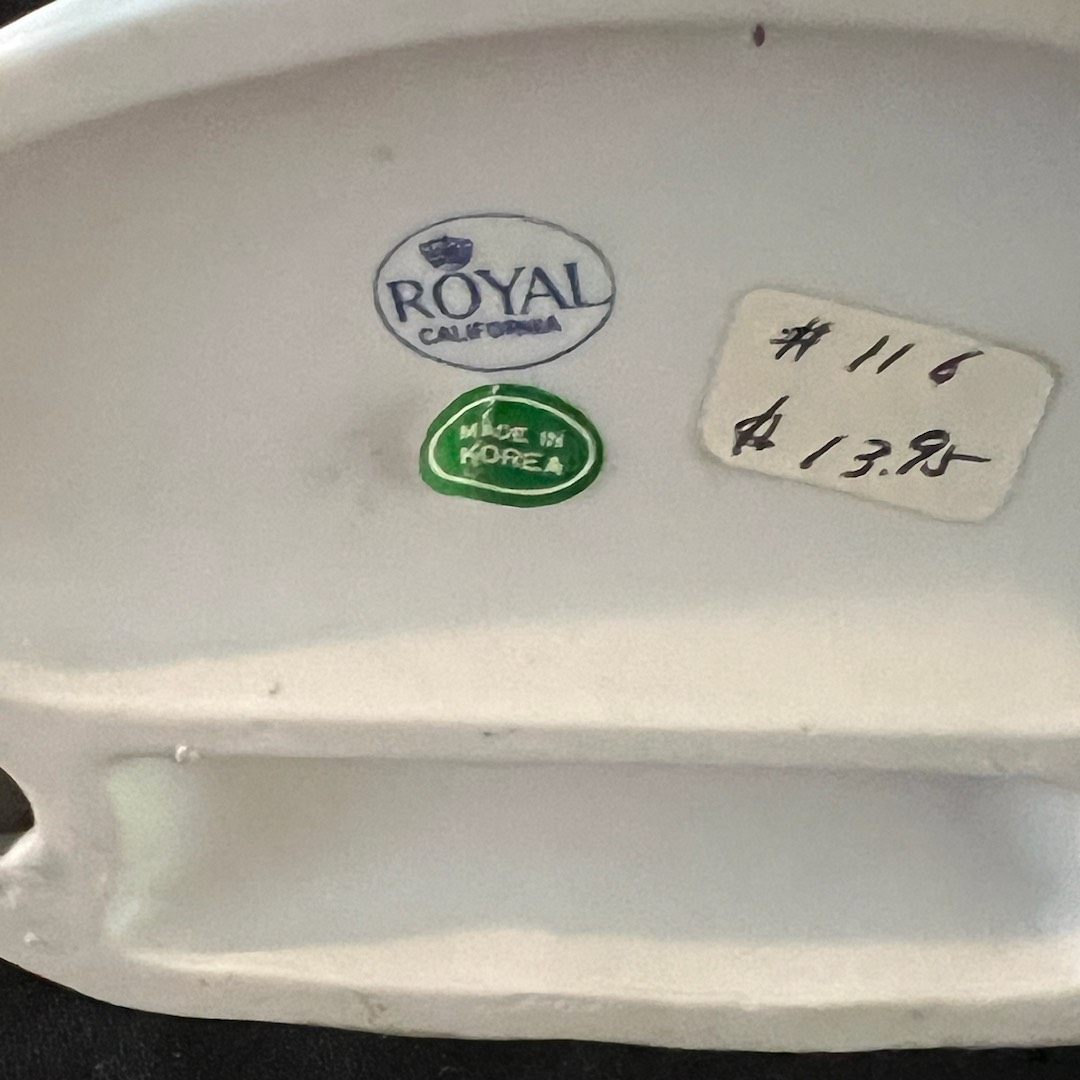 ROYAL
CALIFORNIA
MADE IN
KOREA
# 116
$ 13.95